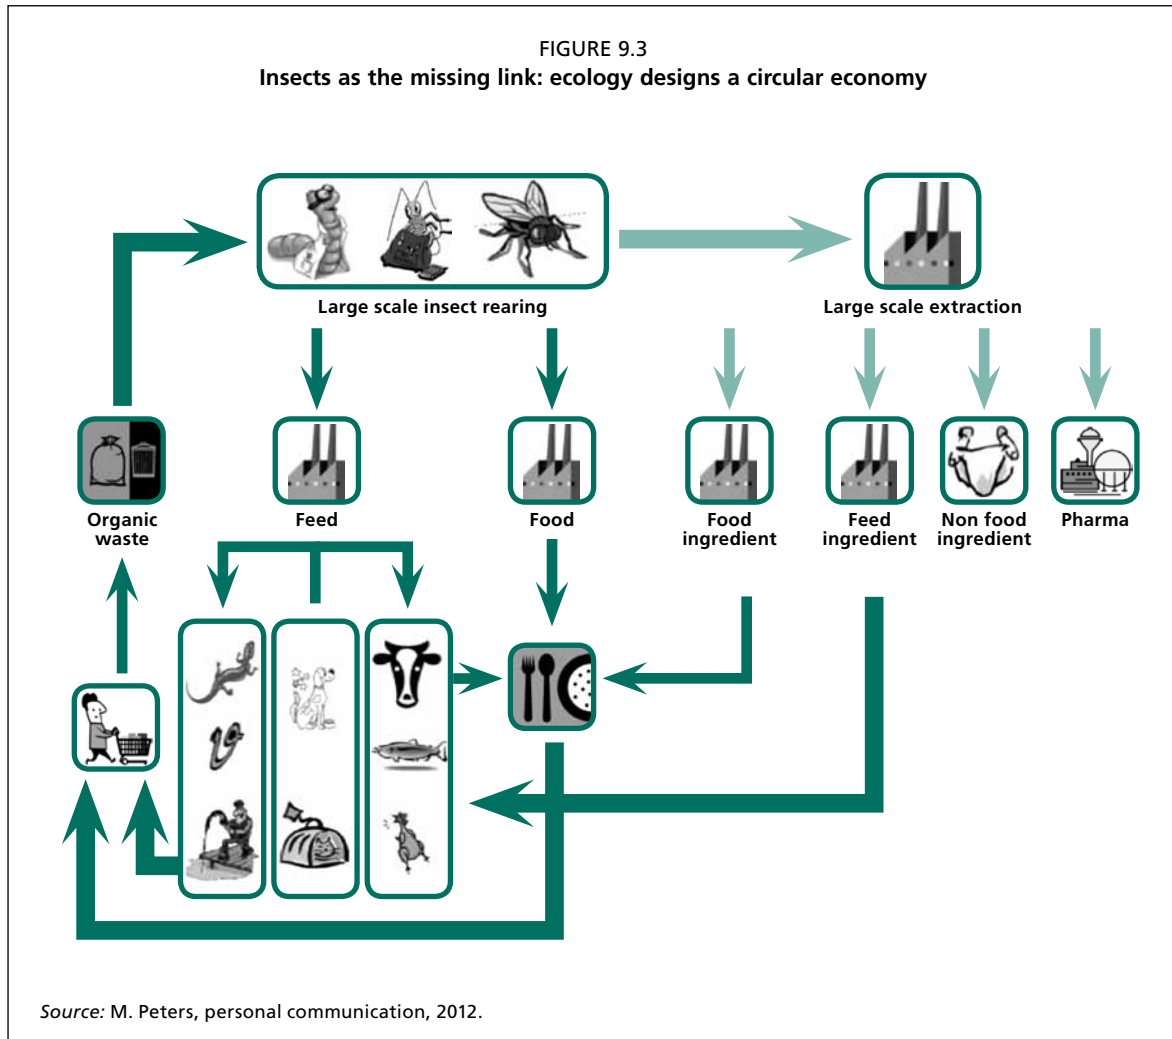 FIGURE 9.3
Insects as the missing link: ecology designs a circular economy
Large scale insect rearing
Large scale extraction
Organic
waste
Feed
Food
Food
ingredient
Feed
ingredient
Non food
ingredient
Pharma
Source: M. Peters, personal communication, 2012.